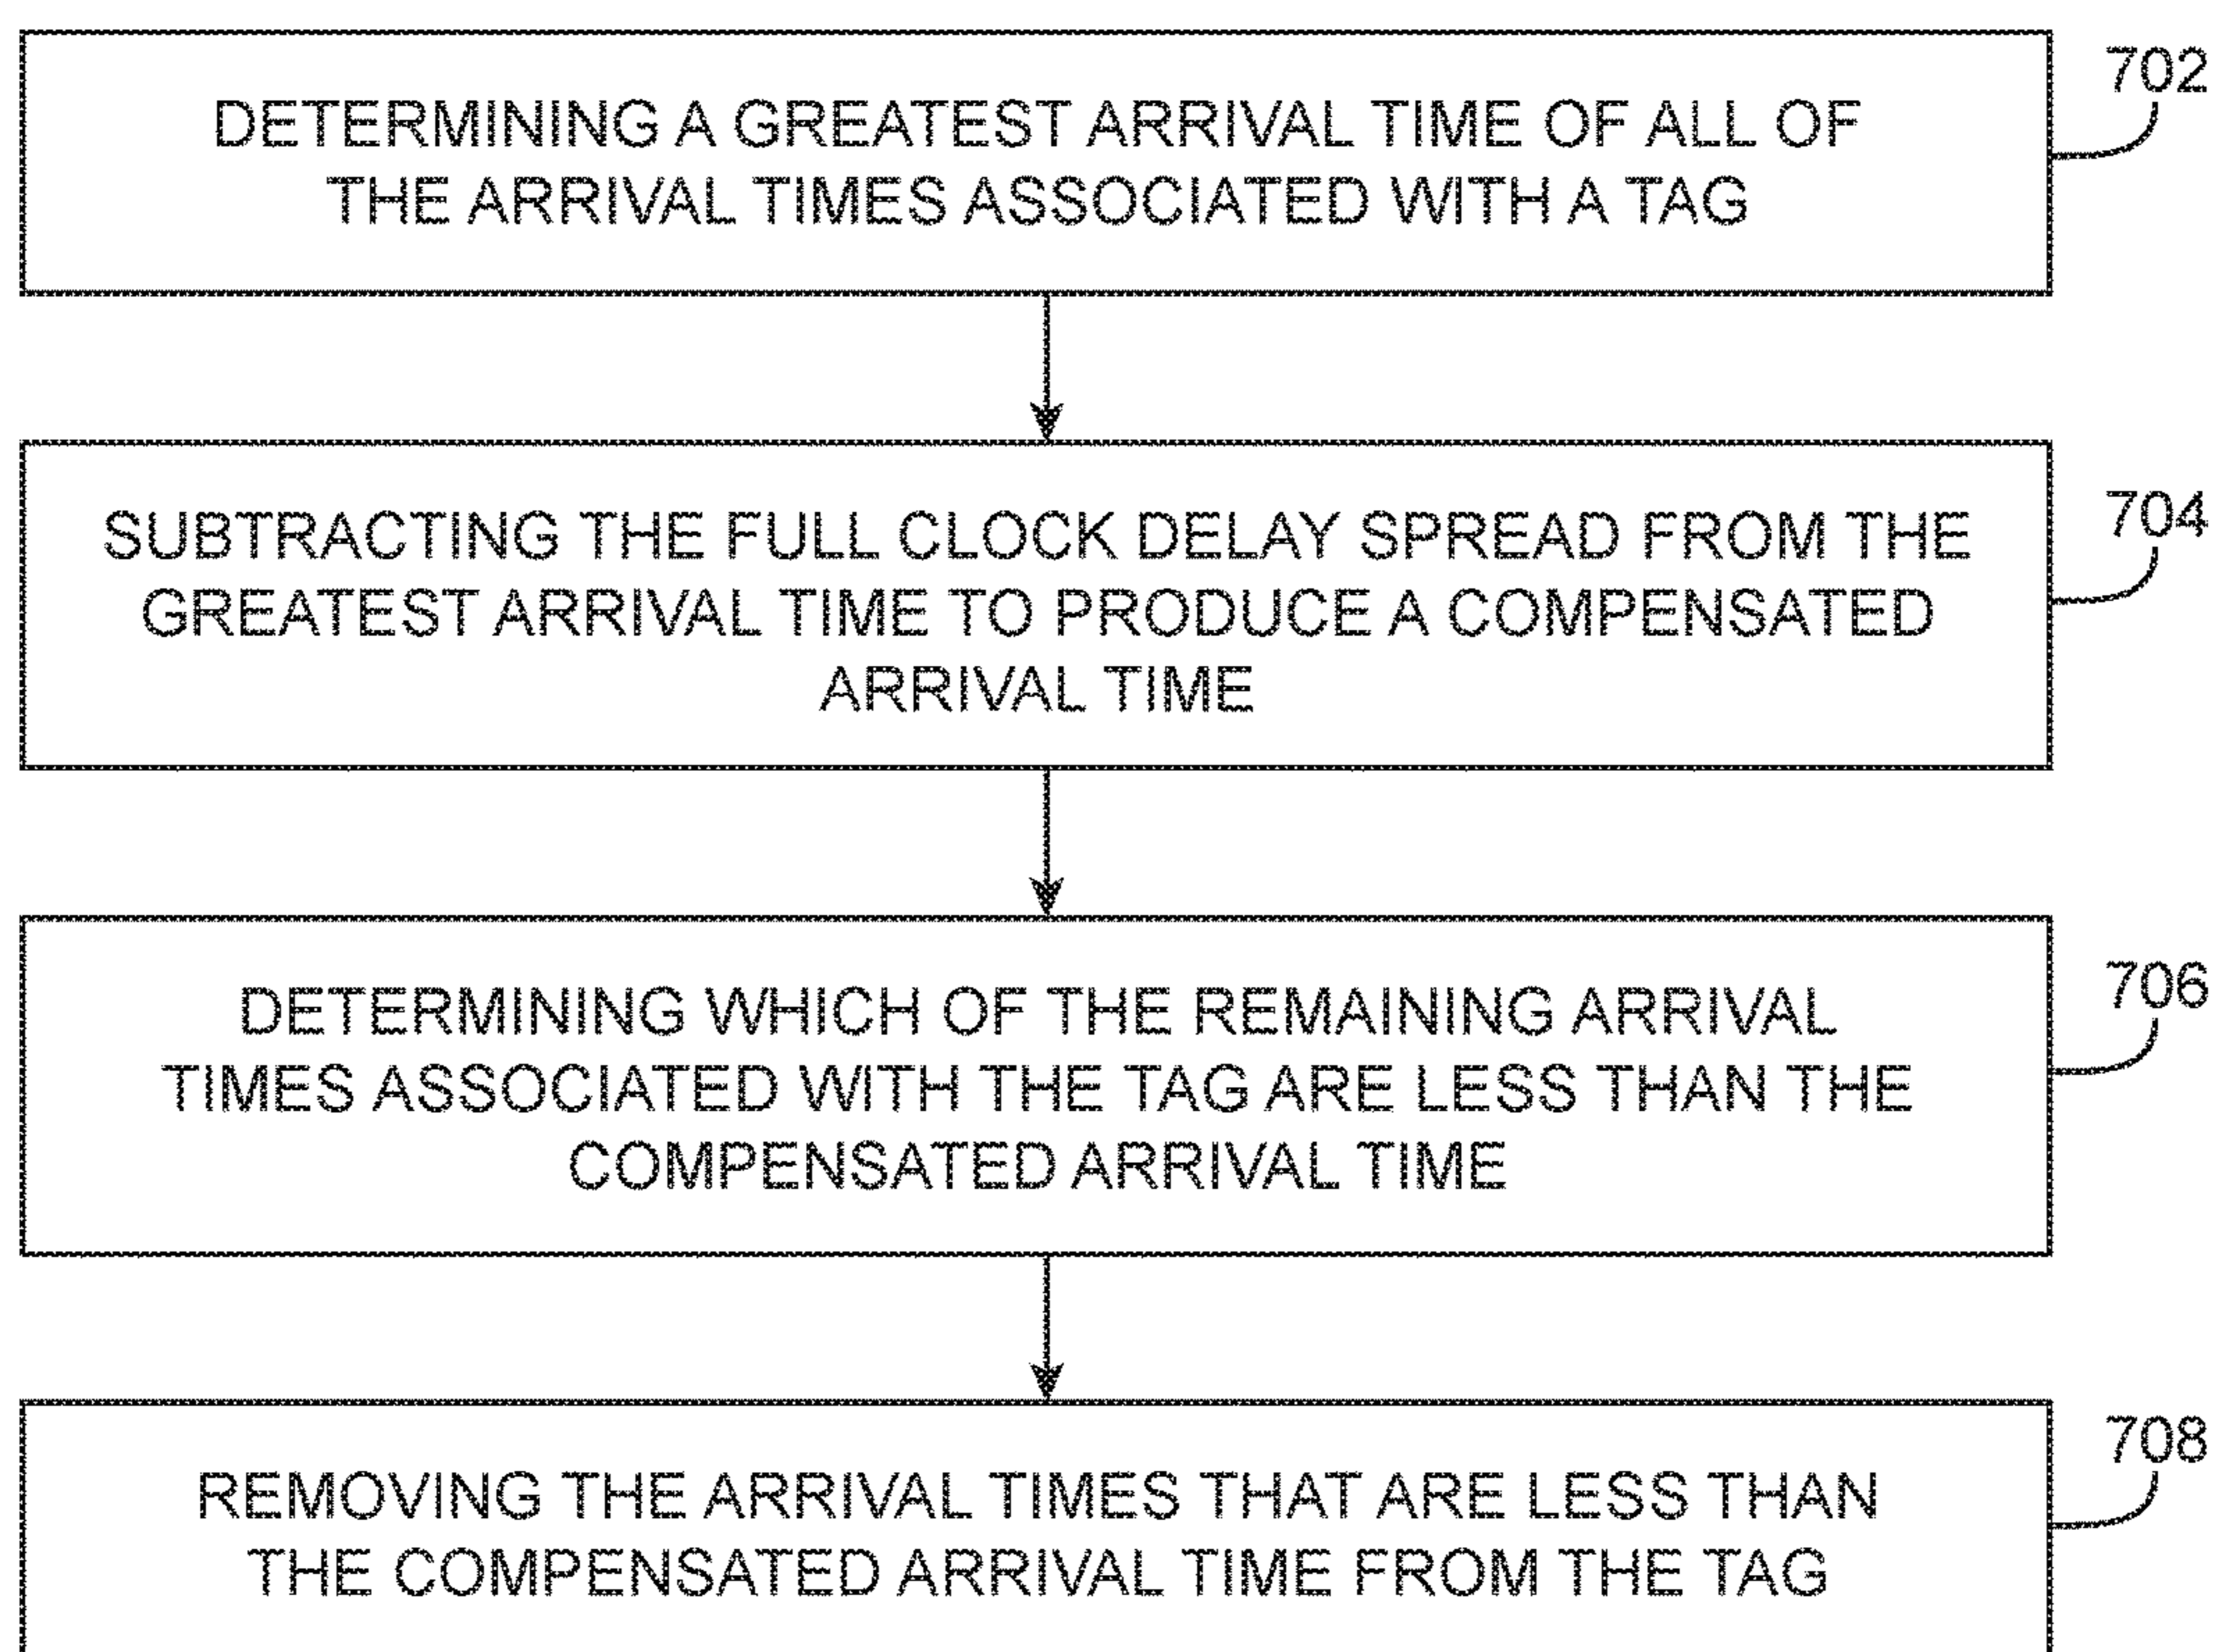 702
DETERMINING A GREATEST ARRIVAL TIME OF ALL OF
THE ARRIVAL TIMES ASSOCIATED WITH A TAG
704
SUBTRACTING THE FULL CLOCK DELAY SPREAD FROM THE
GREATEST ARRIVAL TIME TO PRODUCE A COMPENSATED
ARRIVAL TIME
706
DETERMINING WHICH OF THE REMAINING ARRIVAL
TIMES ASSOCIATED WITH THE TAG ARE LESS THAN THE
COMPENSATED ARRIVAL TIME
708
REMOVING THE ARRIVAL TIMES THAT ARE LESS THAN
THE COMPENSATED ARRIVAL TIME FROM THE TAG